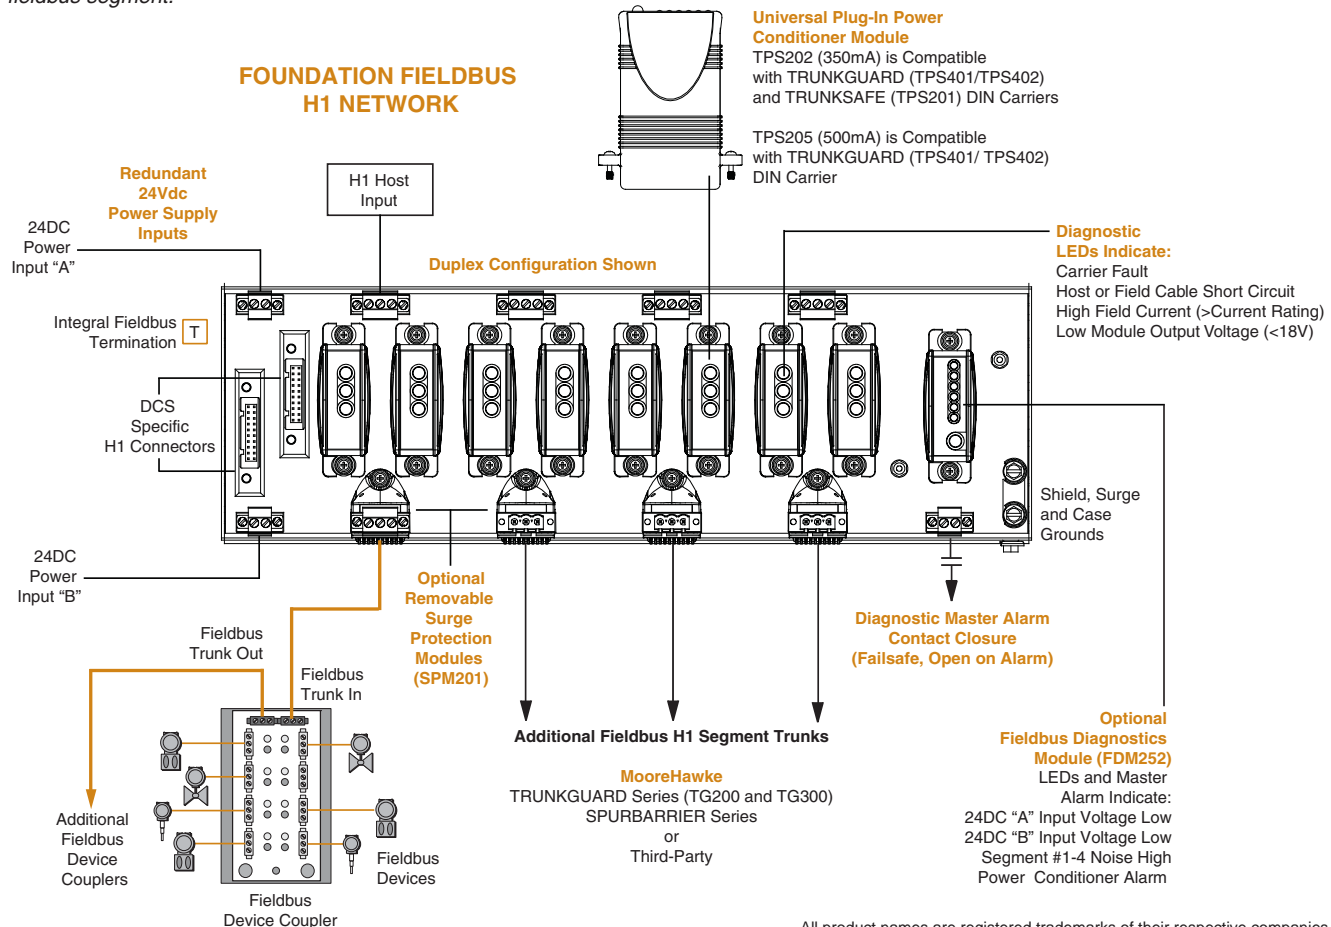 fieldbus segment.
FOUNDATION FIELDBUS
H1 NETWORK
Universal Plug-In Power
Conditioner Module
TPS202 (350mA) is Compatible
with TRUNKGUARD (TPS401/TPS402)
and TRUNKSAFE (TPS201) DIN Carriers
TPS205 (500mA) is Compatible
with TRUNKGUARD (TPS401/ TPS402)
DIN Carrier
Redundant
24Vdc
Power Supply
Inputs
H1 Host
Input
24DC
Power
Input “A”
Duplex Configuration Shown
Diagnostic
LEDs Indicate:
Carrier Fault
Host or Field Cable Short Circuit
High Field Current (>Current Rating)
Low Module Output Voltage (<18V)
Integral Fieldbus
Termination
T
DCS
Specific
H1 Connectors
Shield, Surge
and Case
Grounds
24DC
Power
Input “B”
Optional
Removable
Surge
Protection
Modules
(SPM201)
Diagnostic Master Alarm
Contact Closure
(Failsafe, Open on Alarm)
Fieldbus
Trunk Out
Fieldbus
Trunk In
Additional Fieldbus H1 Segment Trunks
MooreHawke
TRUNKGUARD Series (TG200 and TG300)
SPURBARRIER Series
or
Third-Party
Optional
Fieldbus Diagnostics
Module (FDM252)
LEDs and Master
Alarm Indicate:
24DC “A” Input Voltage Low
24DC “B” Input Voltage Low
Segment #1-4 Noise High
Power Conditioner Alarm
Additional
Fieldbus
Device
Couplers
Fieldbus
Devices
Fieldbus
Device Coupler
All product names are registered trademarks of their respective companies